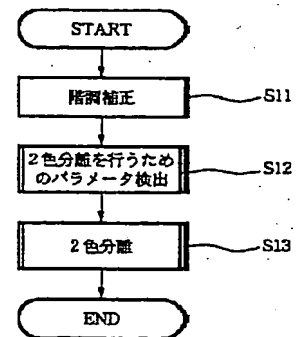 START
階調補正
S11
2色分離を行うため
のパラメータ検出
S12
2色分離
S13
END